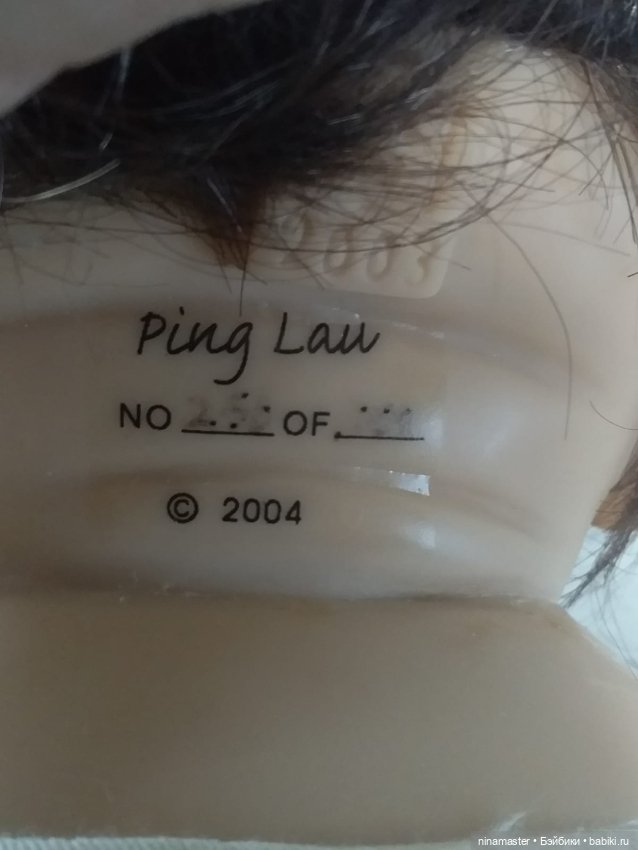 Ping Lau
NO OF
© 2004
ninamaster • Бэйбики • babiki.ru